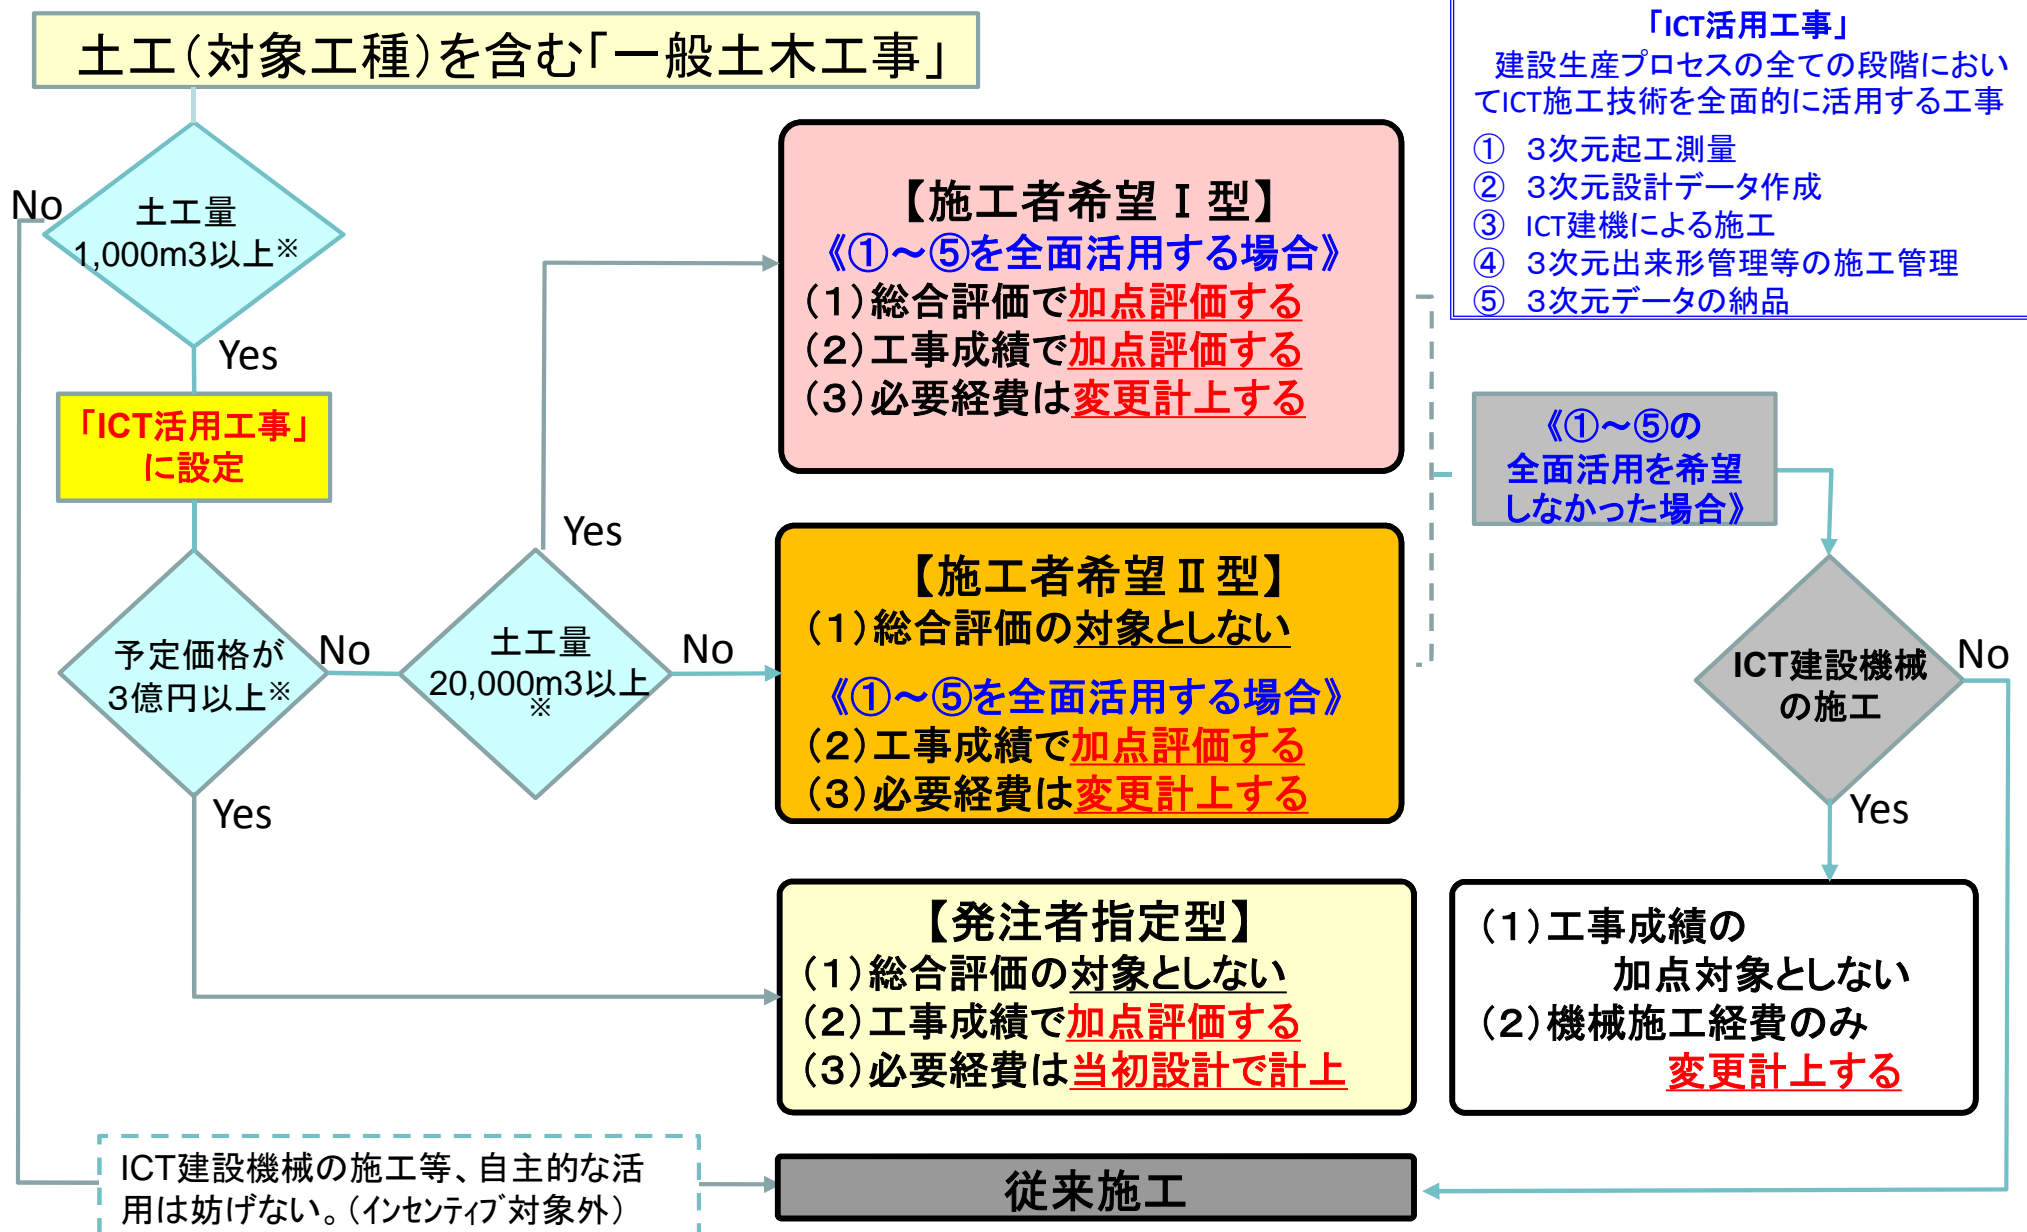 土工（対象工種）を含む「一般土木工事」
「ICT活用工事」
建設生産プロセスの全ての段階におい
てICT施工技術を全面的に活用する工事
① 3次元起工測量
② 3次元設計データ作成
③ ICT建機による施工
④ 3次元出来形管理等の施工管理
⑤ 3次元データの納品
No
土工量
1,000m3以上※
Yes
「ICT活用工事」
に設定
予定価格が
3億円以上※
No
Yes
土工量
20,000m3以上
※
Yes
No
【施工者希望Ⅰ型】
《①～⑤を全面活用する場合》
（1）総合評価で加点評価する
（2）工事成績で加点評価する
（3）必要経費は変更計上する
【施工者希望Ⅱ型】
（1）総合評価の対象としない
《①～⑤を全面活用する場合》
（2）工事成績で加点評価する
（3）必要経費は変更計上する
【発注者指定型】
（1）総合評価の対象としない
（2）工事成績で加点評価する
（3）必要経費は当初設計で計上
《①～⑤の
全面活用を希望
しなかった場合》
ICT建設機械
の施工
No
Yes
（1）工事成績の
加点対象としない
（2）機械施工経費のみ
変更計上する
ICT建設機械の施工等、自主的な活
用は妨げない。（インセンティブ対象外）
従来施工